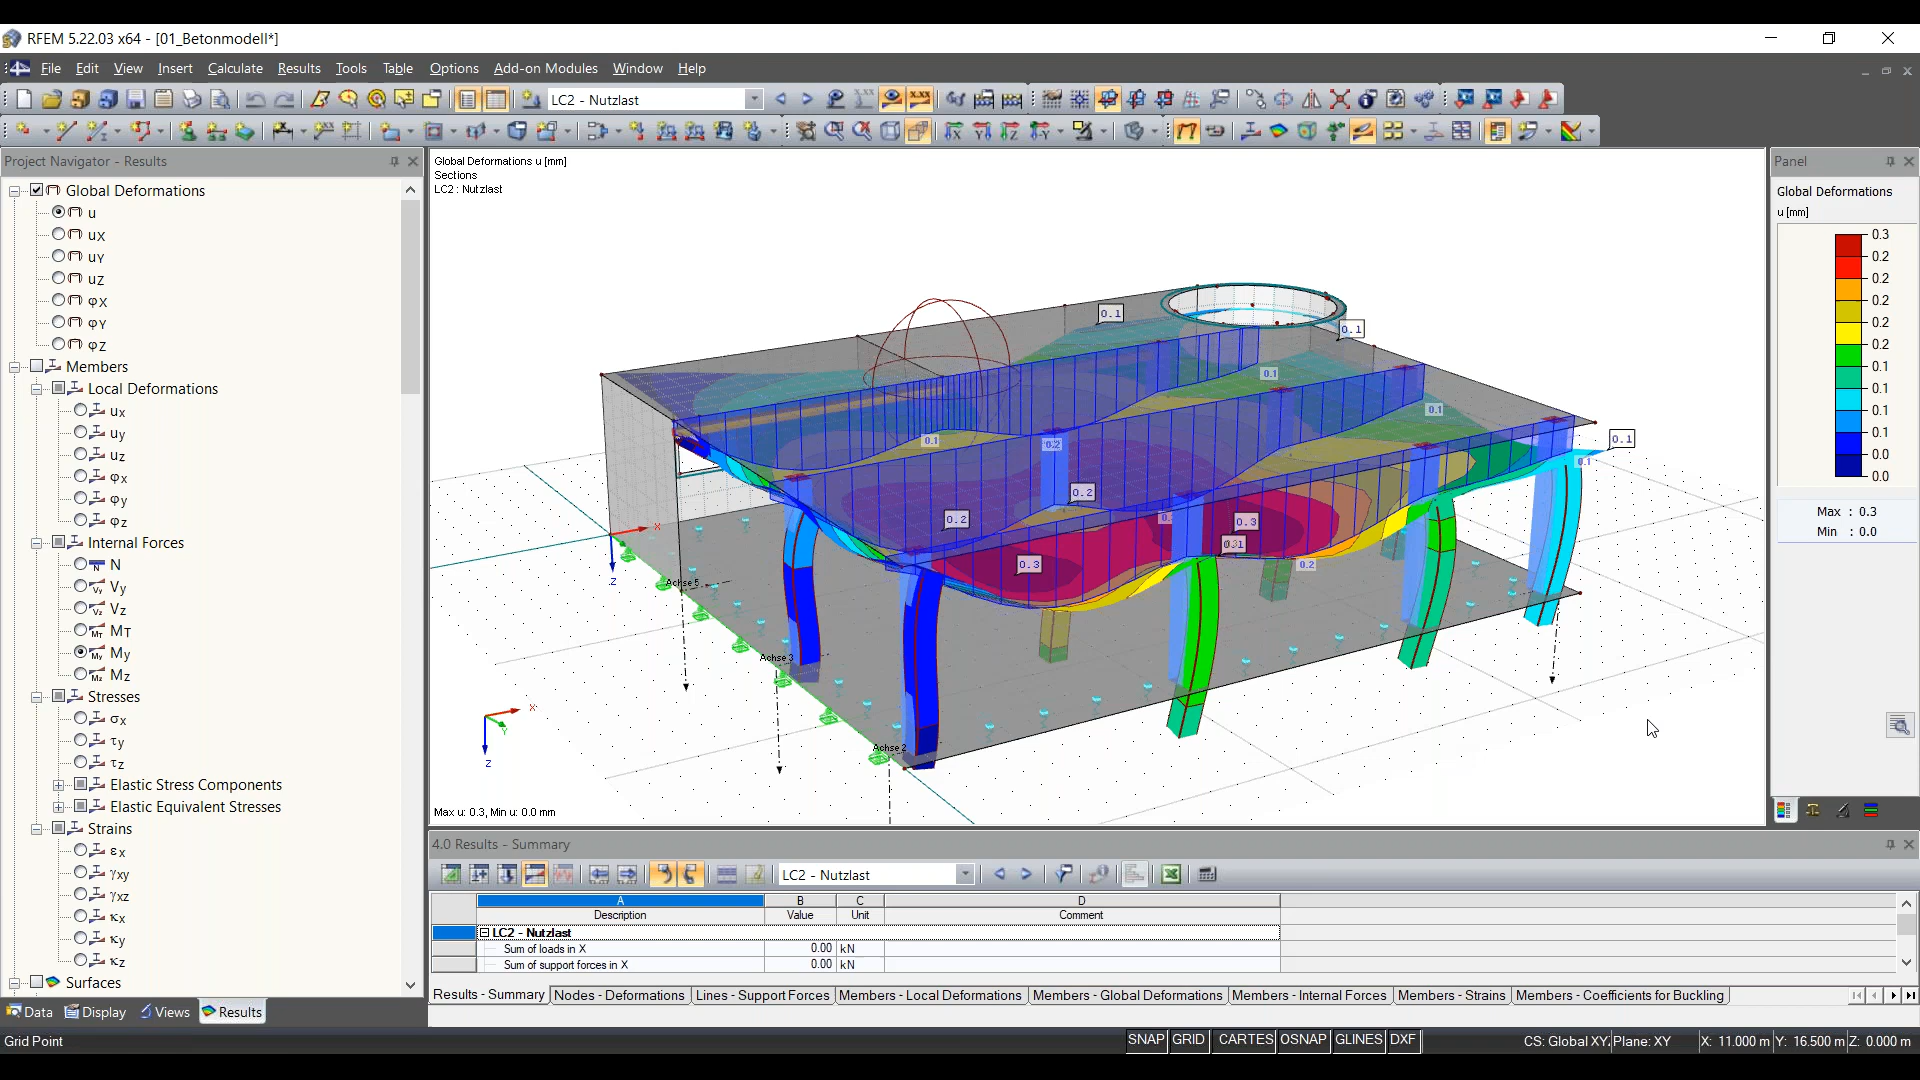 RFEM 5.22.03 x64 - [01_Betonmodell*]
File Edit View Insert Calculate Results Tools Table Options Add-on Modules Window Help
LC2 - Nutzlast
Project Navigator - Results
Global Deformations
u
uX
uY
uZ
φX
φY
φZ
Members
Local Deformations
ux
uy
uz
φx
φy
φz
Internal Forces
N
Vy
Vz
MT
My
Mz
Stresses
σx
τy
τz
Elastic Stress Components
Elastic Equivalent Stresses
Strains
εx
γxy
γxz
κx
κy
κz
Surfaces
Data Display Views Results
Global Deformations u [mm]
Sections
LC2 : Nutzlast
0.1
0.1
0.1
0.1
0.1
0.1
0.2
0.1
0.2
0.2
0.3
0.3
0.2
X
Z
Achse 5
Achse 3
Achse 2
X
Y
Z
Max u: 0.3, Min u: 0.0 mm
Panel
Global Deformations
u [mm]
0.3
0.2
0.2
0.2
0.2
0.2
0.1
0.1
0.1
0.1
0.0
0.0
Max : 0.3
Min : 0.0
4.0 Results - Summary
LC2 - Nutzlast
A B C D
Description Value Unit Comment
LC2 - Nutzlast
Sum of loads in X 0.00 kN
Sum of support forces in X 0.00 kN
Results - Summary Nodes - Deformations Lines - Support Forces Members - Local Deformations Members - Global Deformations Members - Internal Forces Members - Strains Members - Coefficients for Buckling
Grid Point SNAP GRID CARTES OSNAP GLINES DXF CS: Global XYZ Plane: XY X: 11.000 m Y: 16.500 m Z: 0.000 m